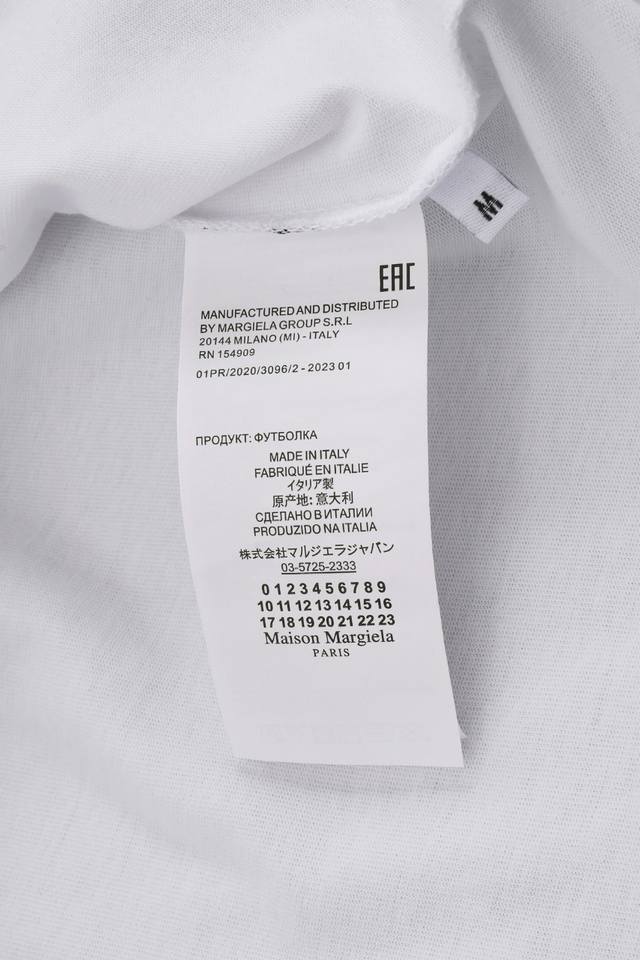 M
EAC
MANUFACTURED AND DISTRIBUTED
BY MARGIELA GROUP S.R.L
20144 MILANO (MI) - ITALY
RN 154909
01PR/2020/3096/2 - 2023 01
ПРОДУКТ: ФУТБОЛКА
MADE IN ITALY
FABRIQUÉ EN ITALIE
イタリア製
原产地: 意大利
СДЕЛАНО В ИТАЛИИ
PRODUZIDO NA ITALIA
株式会社マルジエラジャパン
03-5725-2333
0 1 2 3 4 5 6 7 8 9
10 11 12 13 14 15 16
17 18 19 20 21 22 23
Maison Margiela
PARIS